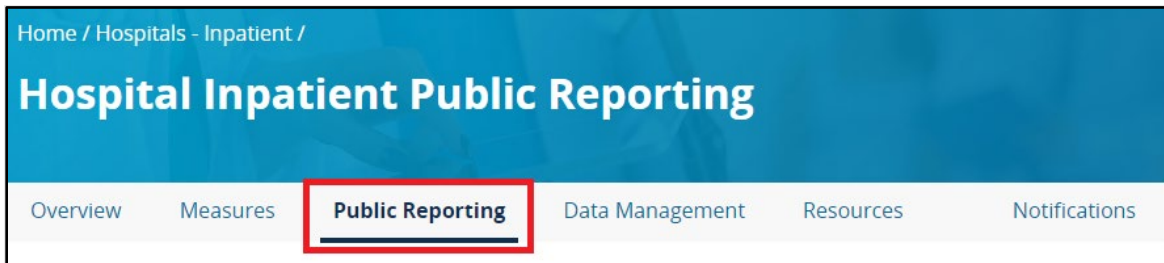 Home / Hospitals - Inpatient /
Hospital Inpatient Public Reporting
Overview Measures Public Reporting Data Management Resources Notifications